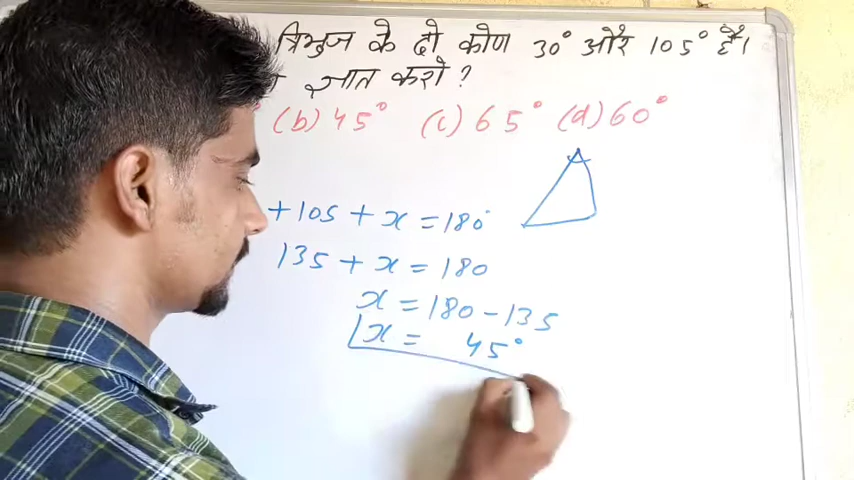 त्रिभुज के दो कोण 30° और 105° है।
ज्ञात करो ?
(b) 45° (c) 65° (d) 60°
+105 + x = 180°
135 + x = 180
x = 180 - 135
x = 45°